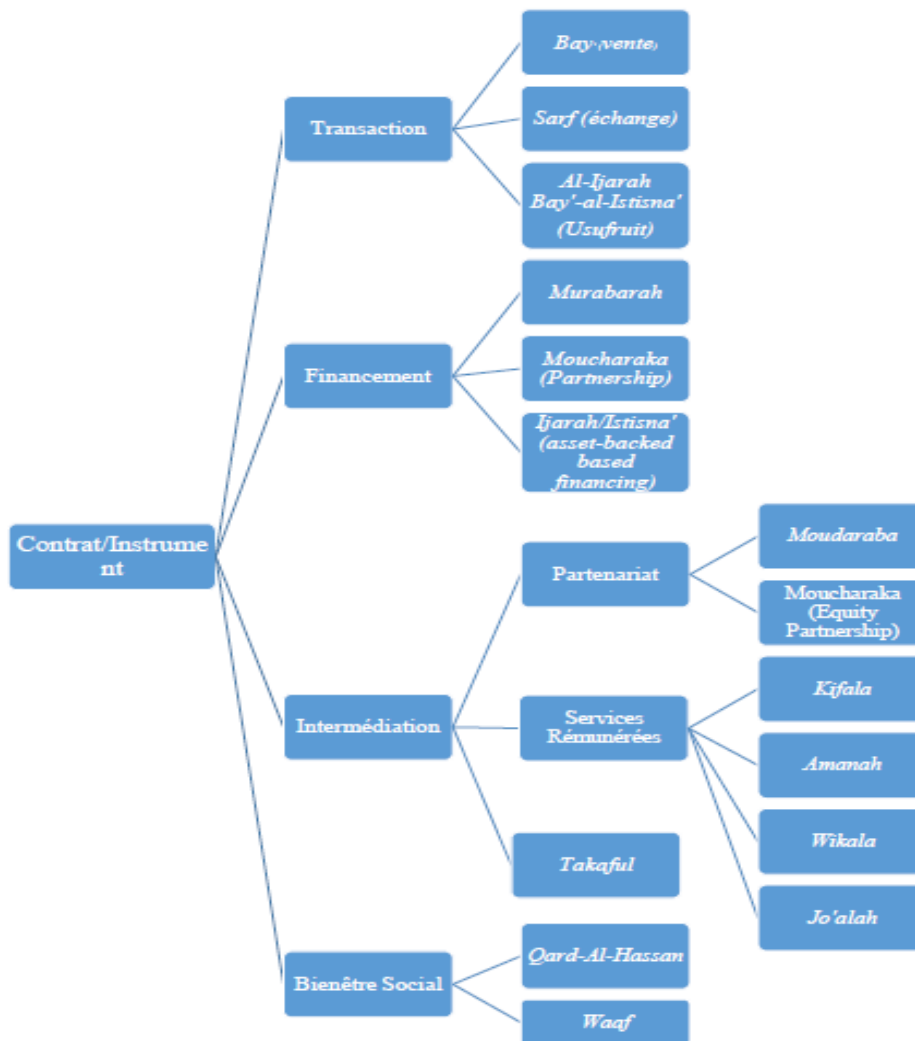 Bay'(vente)
Sarf (échange)
Transaction
Al-Ijarah
Bay'-al-Istisna'
(Usufruit)
Murabarah
Financement
Moucharaka
(Partnership)
Ijarah/Istisna'
(asset-backed
based
financing)
Contrat/Instrume
nt
Partenariat
Moudaraba
Moucharaka
(Equity
Partnership)
Intermédiation
Services
Rémunérées
Kifala
Amanah
Wikala
Jo'alah
Takaful
Bienêtre Social
Qard-Al-Hassan
Waaf